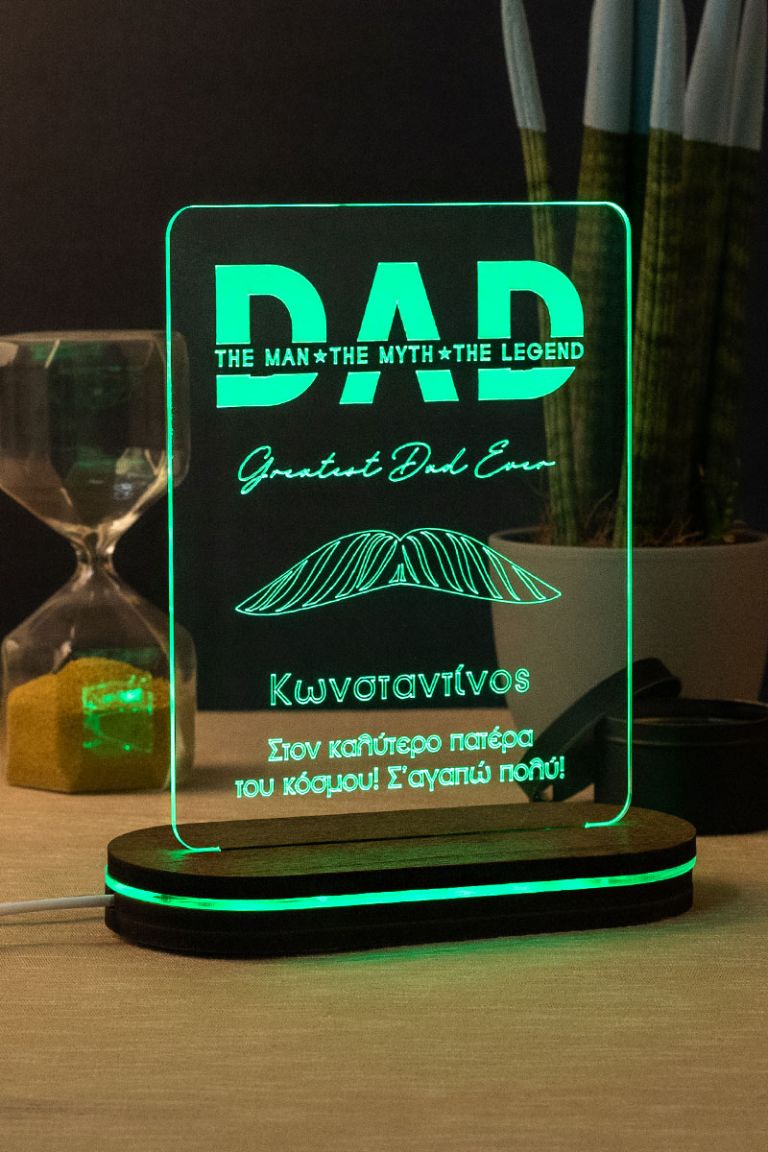 DAD
THE MAN★THE MYTH★THE LEGEND
Greatest Dad Ever
Κωνσταντίνος
Στον καλύτερο πατέρα
του κόσμου! Σ'αγαπώ πολύ!